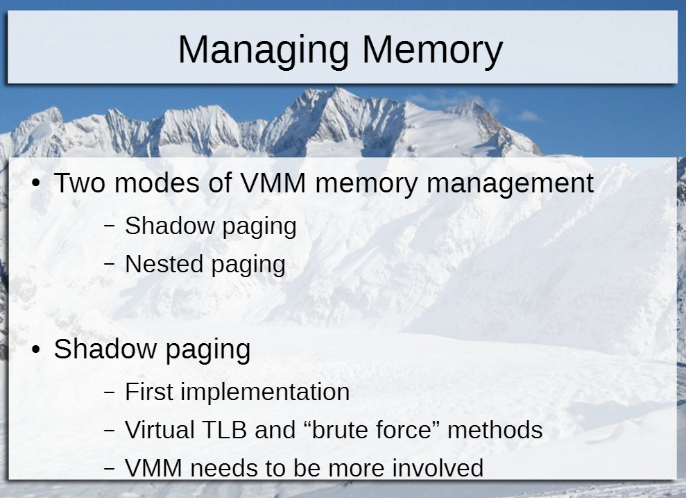 Managing Memory
• Two modes of VMM memory management
– Shadow paging
– Nested paging
• Shadow paging
– First implementation
– Virtual TLB and “brute force” methods
– VMM needs to be more involved